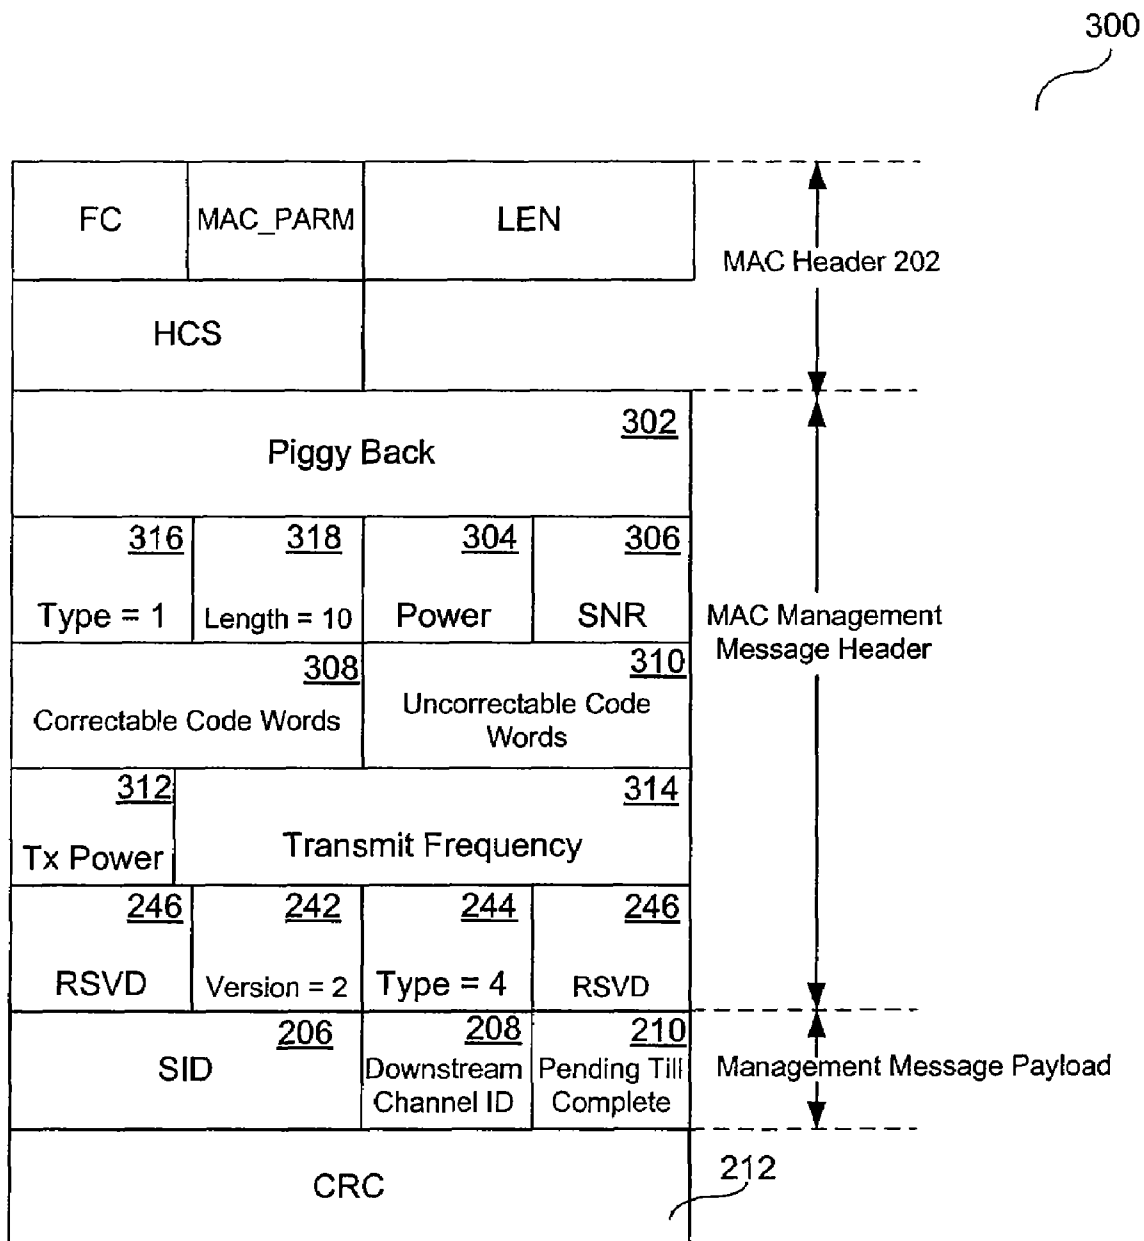 300
FC MAC_PARM LEN
MAC Header 202
HCS
302
Piggy Back
316 318 304 306
Type = 1 Length = 10 Power SNR
MAC Management
Message Header
308 310
Correctable Code Words
Uncorrectable Code
Words
312 314
Tx Power Transmit Frequency
246 242 244 246
RSVD Version = 2 Type = 4 RSVD
206 208 210
SID
Downstream
Channel ID
Pending Till
Complete
Management Message Payload
CRC
212